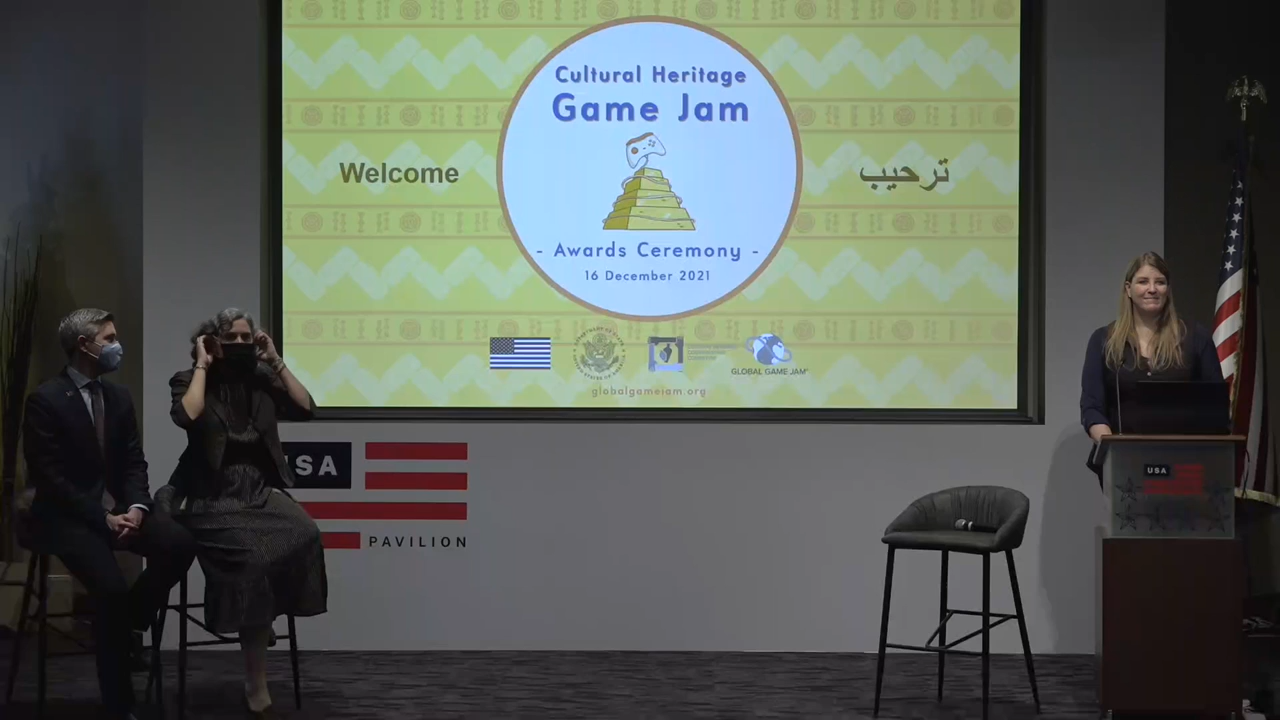 Cultural Heritage
Game Jam
Welcome
ترحيب
- Awards Ceremony -
16 December 2021
GLOBAL GAME JAM
globalgamejam.org
USA
PAVILION
USA